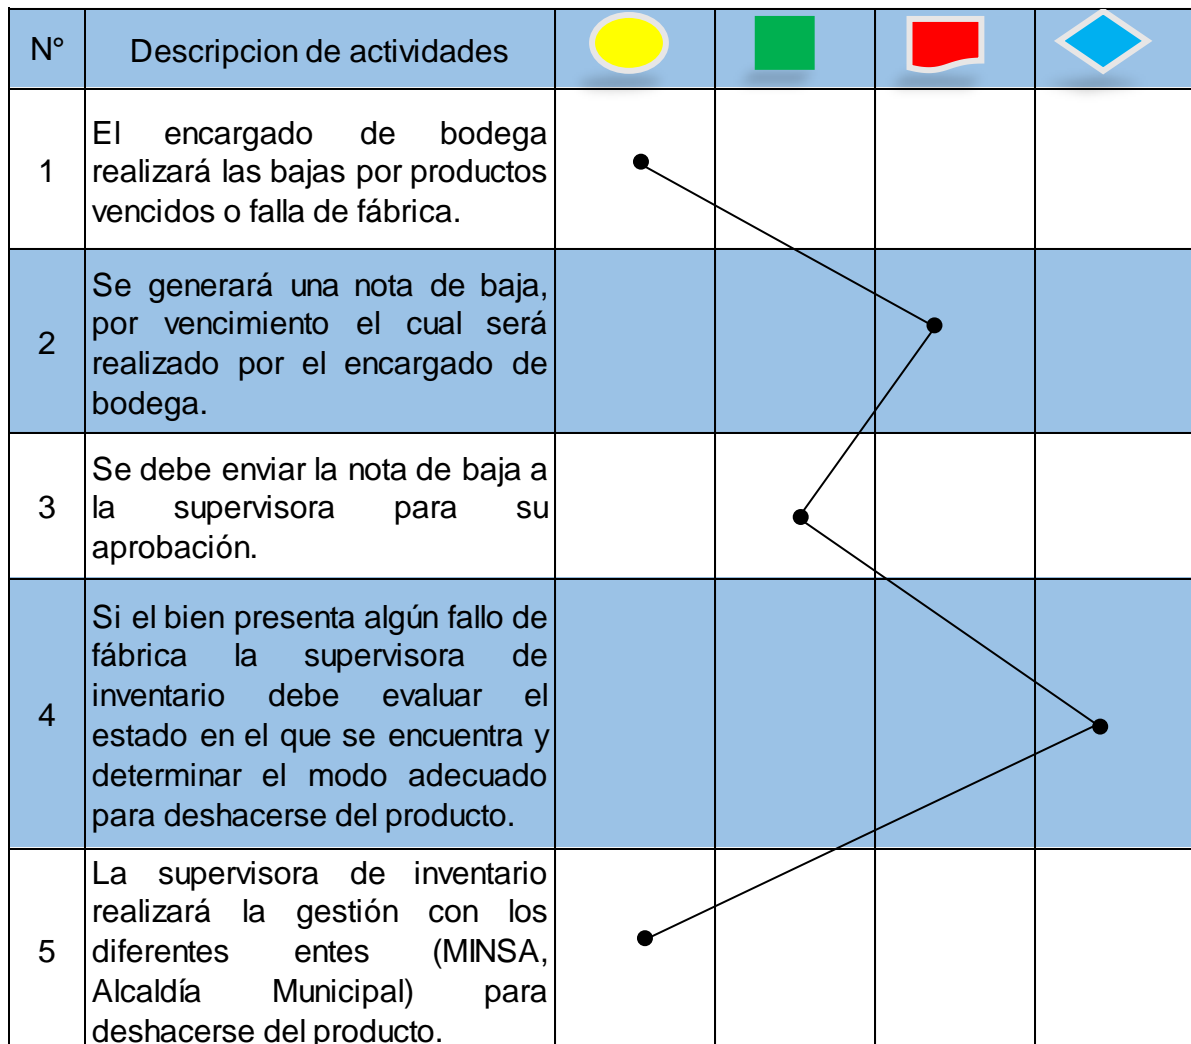 N° Descripcion de actividades
1
El encargado de bodega
realizará las bajas por productos
vencidos o falla de fábrica.
2
Se generará una nota de baja,
por vencimiento el cual será
realizado por el encargado de
bodega.
3
Se debe enviar la nota de baja a
la supervisora para su
aprobación.
4
Si el bien presenta algún fallo de
fábrica la supervisora de
inventario debe evaluar el
estado en el que se encuentra y
determinar el modo adecuado
para deshacerse del producto.
5
La supervisora de inventario
realizará la gestión con los
diferentes entes (MINSA,
Alcaldía Municipal) para
deshacerse del producto.